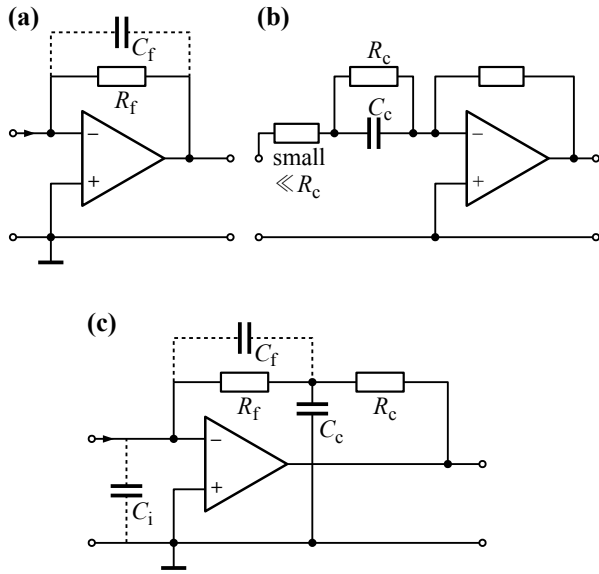 (a)
C_f
R_f
−
+
(b)
R_c
C_c
small
≪ R_c
−
+
(c)
C_f
R_f
R_c
C_c
C_i
−
+